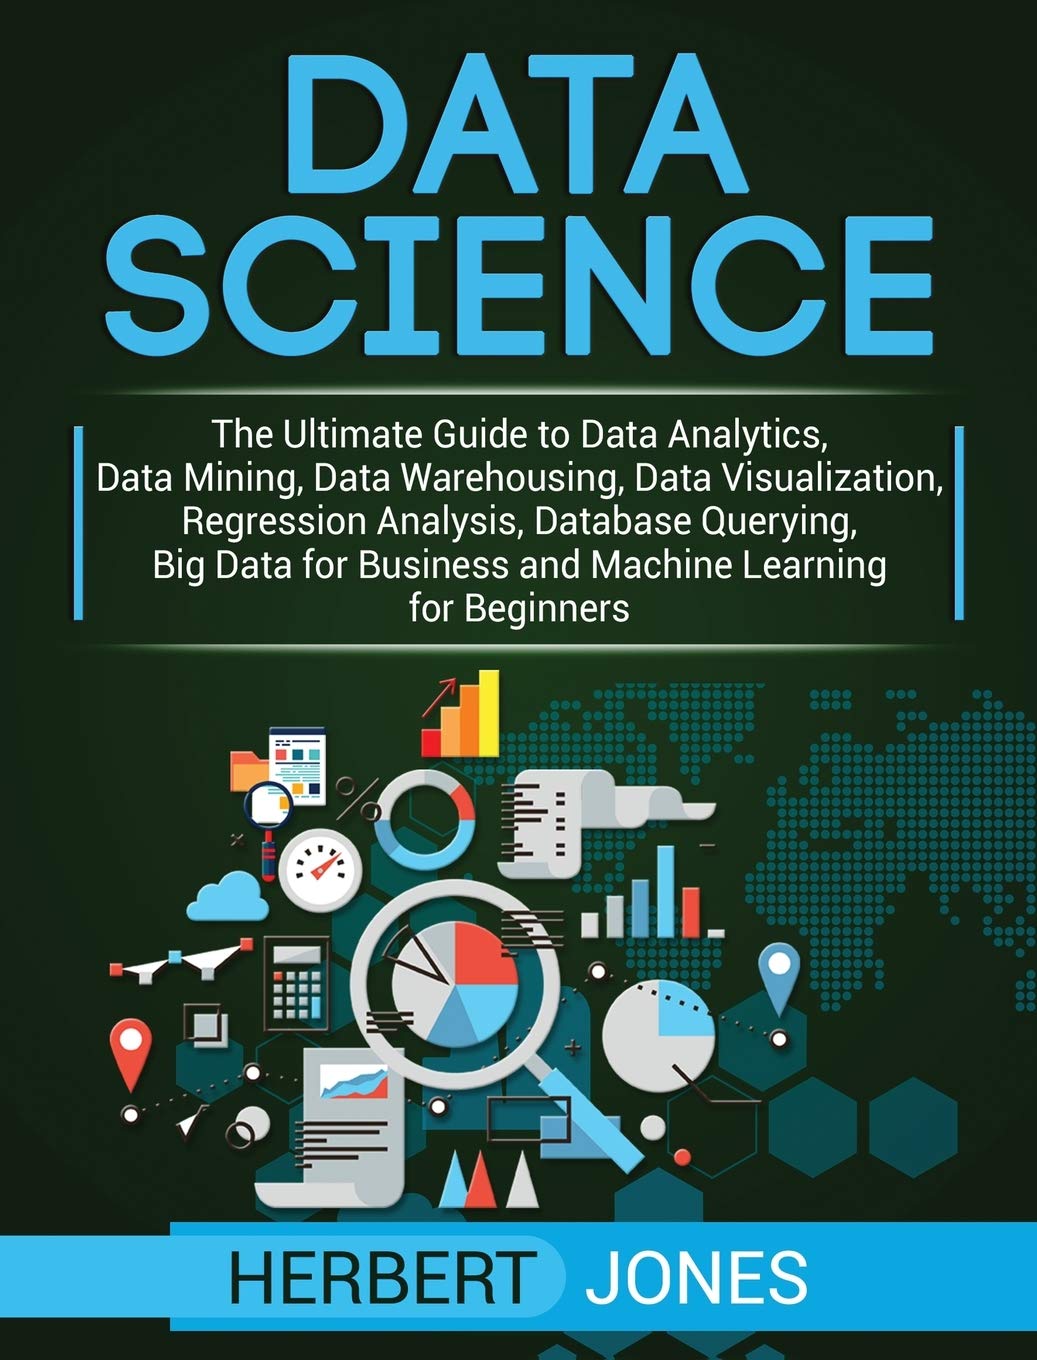 DATA
SCIENCE
The Ultimate Guide to Data Analytics,
Data Mining, Data Warehousing, Data Visualization,
Regression Analysis, Database Querying,
Big Data for Business and Machine Learning
for Beginners
HERBERT JONES